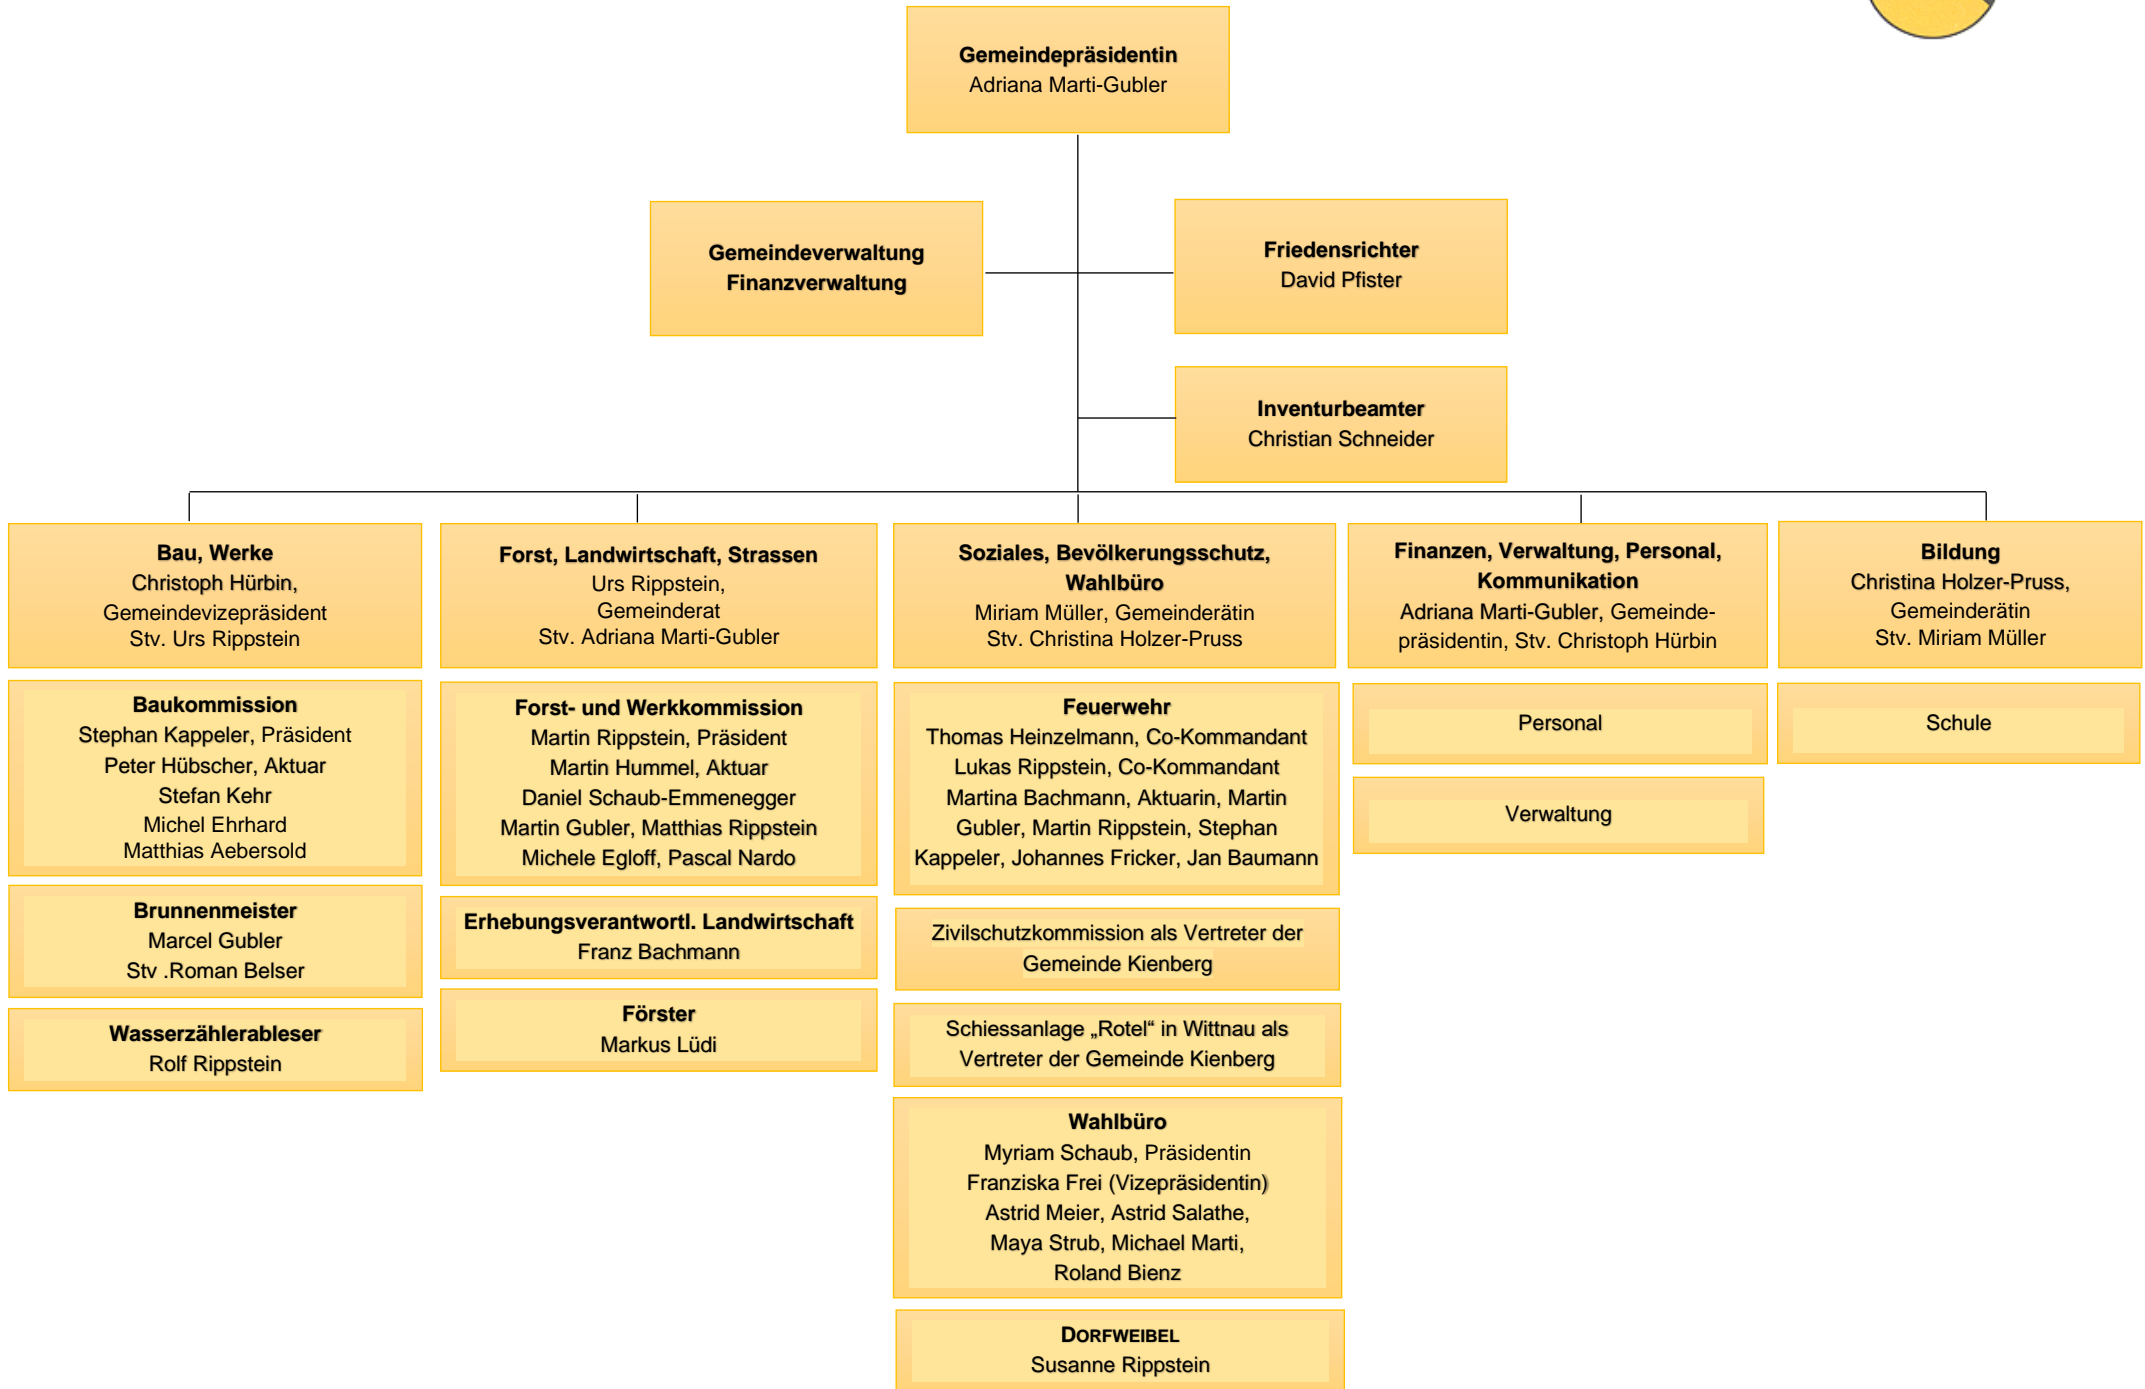 Gemeindepräsidentin
Adriana Marti-Gubler
Gemeindeverwaltung
Finanzverwaltung
Friedensrichter
David Pfister
Inventurbeamter
Christian Schneider
Bau, Werke
Christoph Hürbin,
Gemeindevizepräsident
Stv. Urs Rippstein
Forst, Landwirtschaft, Strassen
Urs Rippstein,
Gemeinderat
Stv. Adriana Marti-Gubler
Soziales, Bevölkerungsschutz,
Wahlbüro
Miriam Müller, Gemeinderätin
Stv. Christina Holzer-Pruss
Finanzen, Verwaltung, Personal,
Kommunikation
Adriana Marti-Gubler, Gemeinde-
präsidentin, Stv. Christoph Hürbin
Bildung
Christina Holzer-Pruss,
Gemeinderätin
Stv. Miriam Müller
Baukommission
Stephan Kappeler, Präsident
Peter Hübscher, Aktuar
Stefan Kehr
Michel Ehrhard
Matthias Aebersold
Brunnenmeister
Marcel Gubler
Stv .Roman Belser
Wasserzählerableser
Rolf Rippstein
Forst- und Werkkommission
Martin Rippstein, Präsident
Martin Hummel, Aktuar
Daniel Schaub-Emmenegger
Martin Gubler, Matthias Rippstein
Michele Egloff, Pascal Nardo
Erhebungsverantwortl. Landwirtschaft
Franz Bachmann
Förster
Markus Lüdi
Feuerwehr
Thomas Heinzelmann, Co-Kommandant
Lukas Rippstein, Co-Kommandant
Martina Bachmann, Aktuarin, Martin
Gubler, Martin Rippstein, Stephan
Kappeler, Johannes Fricker, Jan Baumann
Zivilschutzkommission als Vertreter der
Gemeinde Kienberg
Schiessanlage „Rotel“ in Wittnau als
Vertreter der Gemeinde Kienberg
Wahlbüro
Myriam Schaub, Präsidentin
Franziska Frei (Vizepräsidentin)
Astrid Meier, Astrid Salathe,
Maya Strub, Michael Marti,
Roland Bienz
DORFWEIBEL
Susanne Rippstein
Personal
Verwaltung
Schule